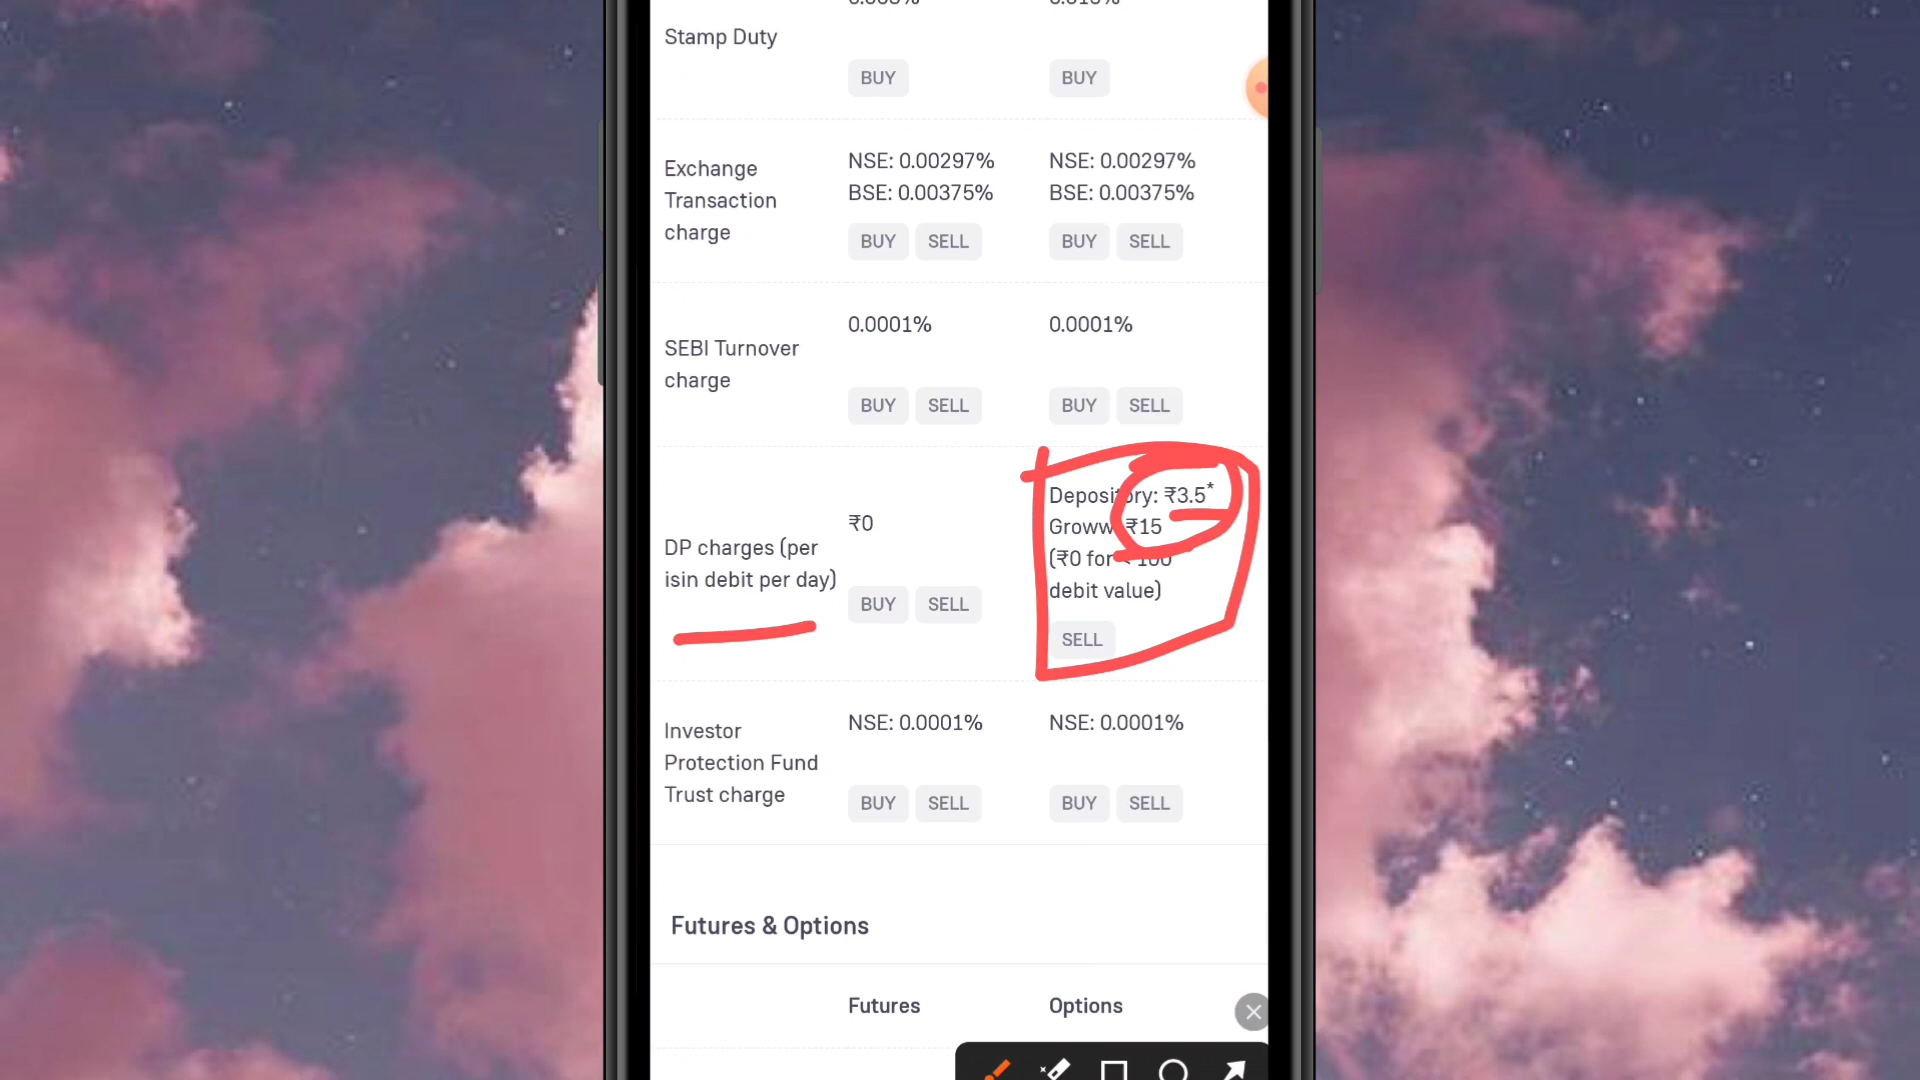 Stamp Duty
BUY
BUY
Exchange
Transaction
charge
NSE: 0.00297%
BSE: 0.00375%
BUY SELL
NSE: 0.00297%
BSE: 0.00375%
BUY SELL
SEBI Turnover
charge
0.0001%
BUY SELL
0.0001%
BUY SELL
DP charges (per
isin debit per day)
₹0
BUY SELL
Depository: ₹3.5*
Groww: ₹15
(₹0 for < 100
debit value)
SELL
Investor
Protection Fund
Trust charge
NSE: 0.0001%
BUY SELL
NSE: 0.0001%
BUY SELL
Futures & Options
Futures
Options